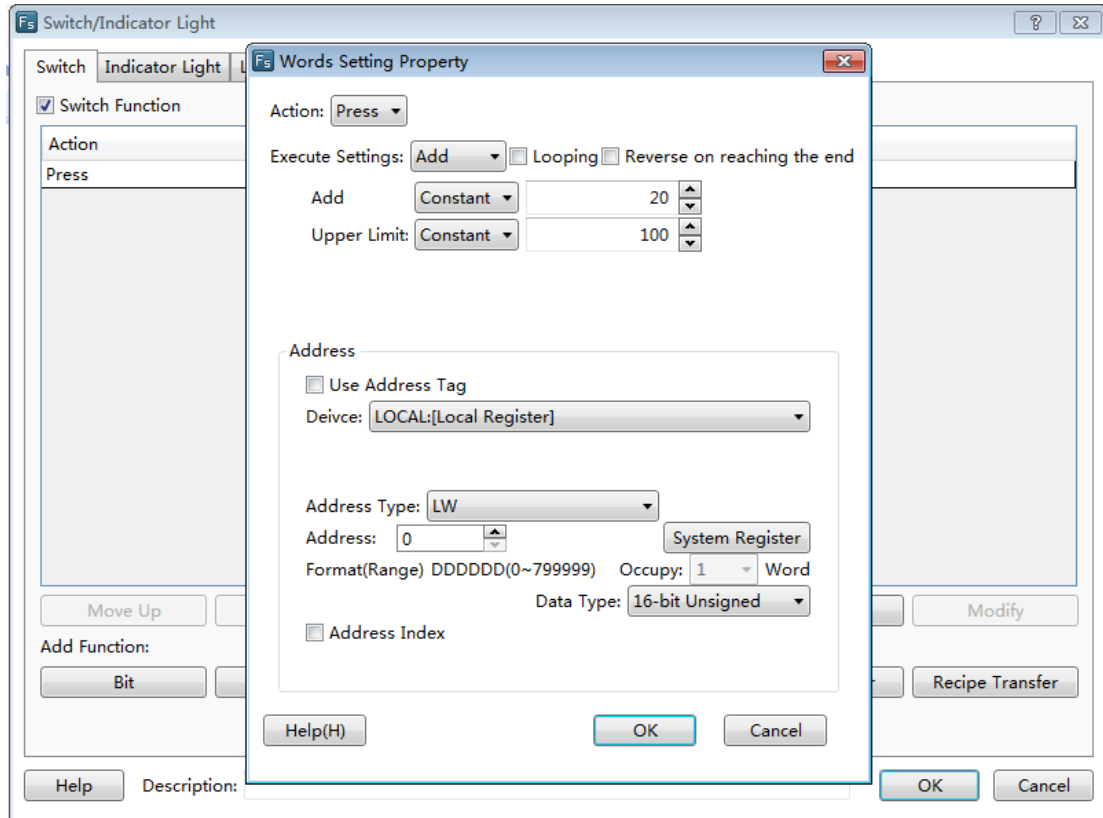 Fs Switch/Indicator Light ?
Switch Indicator Light
Switch Function
Action
Press
Fs Words Setting Property
Action: Press
Execute Settings: Add Looping Reverse on reaching the end
Add Constant 20
Upper Limit: Constant 100
Address
Use Address Tag
Deivce: LOCAL:[Local Register]
Address Type: LW
Address: 0 System Register
Format(Range) DDDDDD(0~799999) Occupy: 1 Word
Data Type: 16-bit Unsigned
Address Index
Help(H) OK Cancel
Move Up Modify
Add Function:
Bit Recipe Transfer
Help Description: OK Cancel